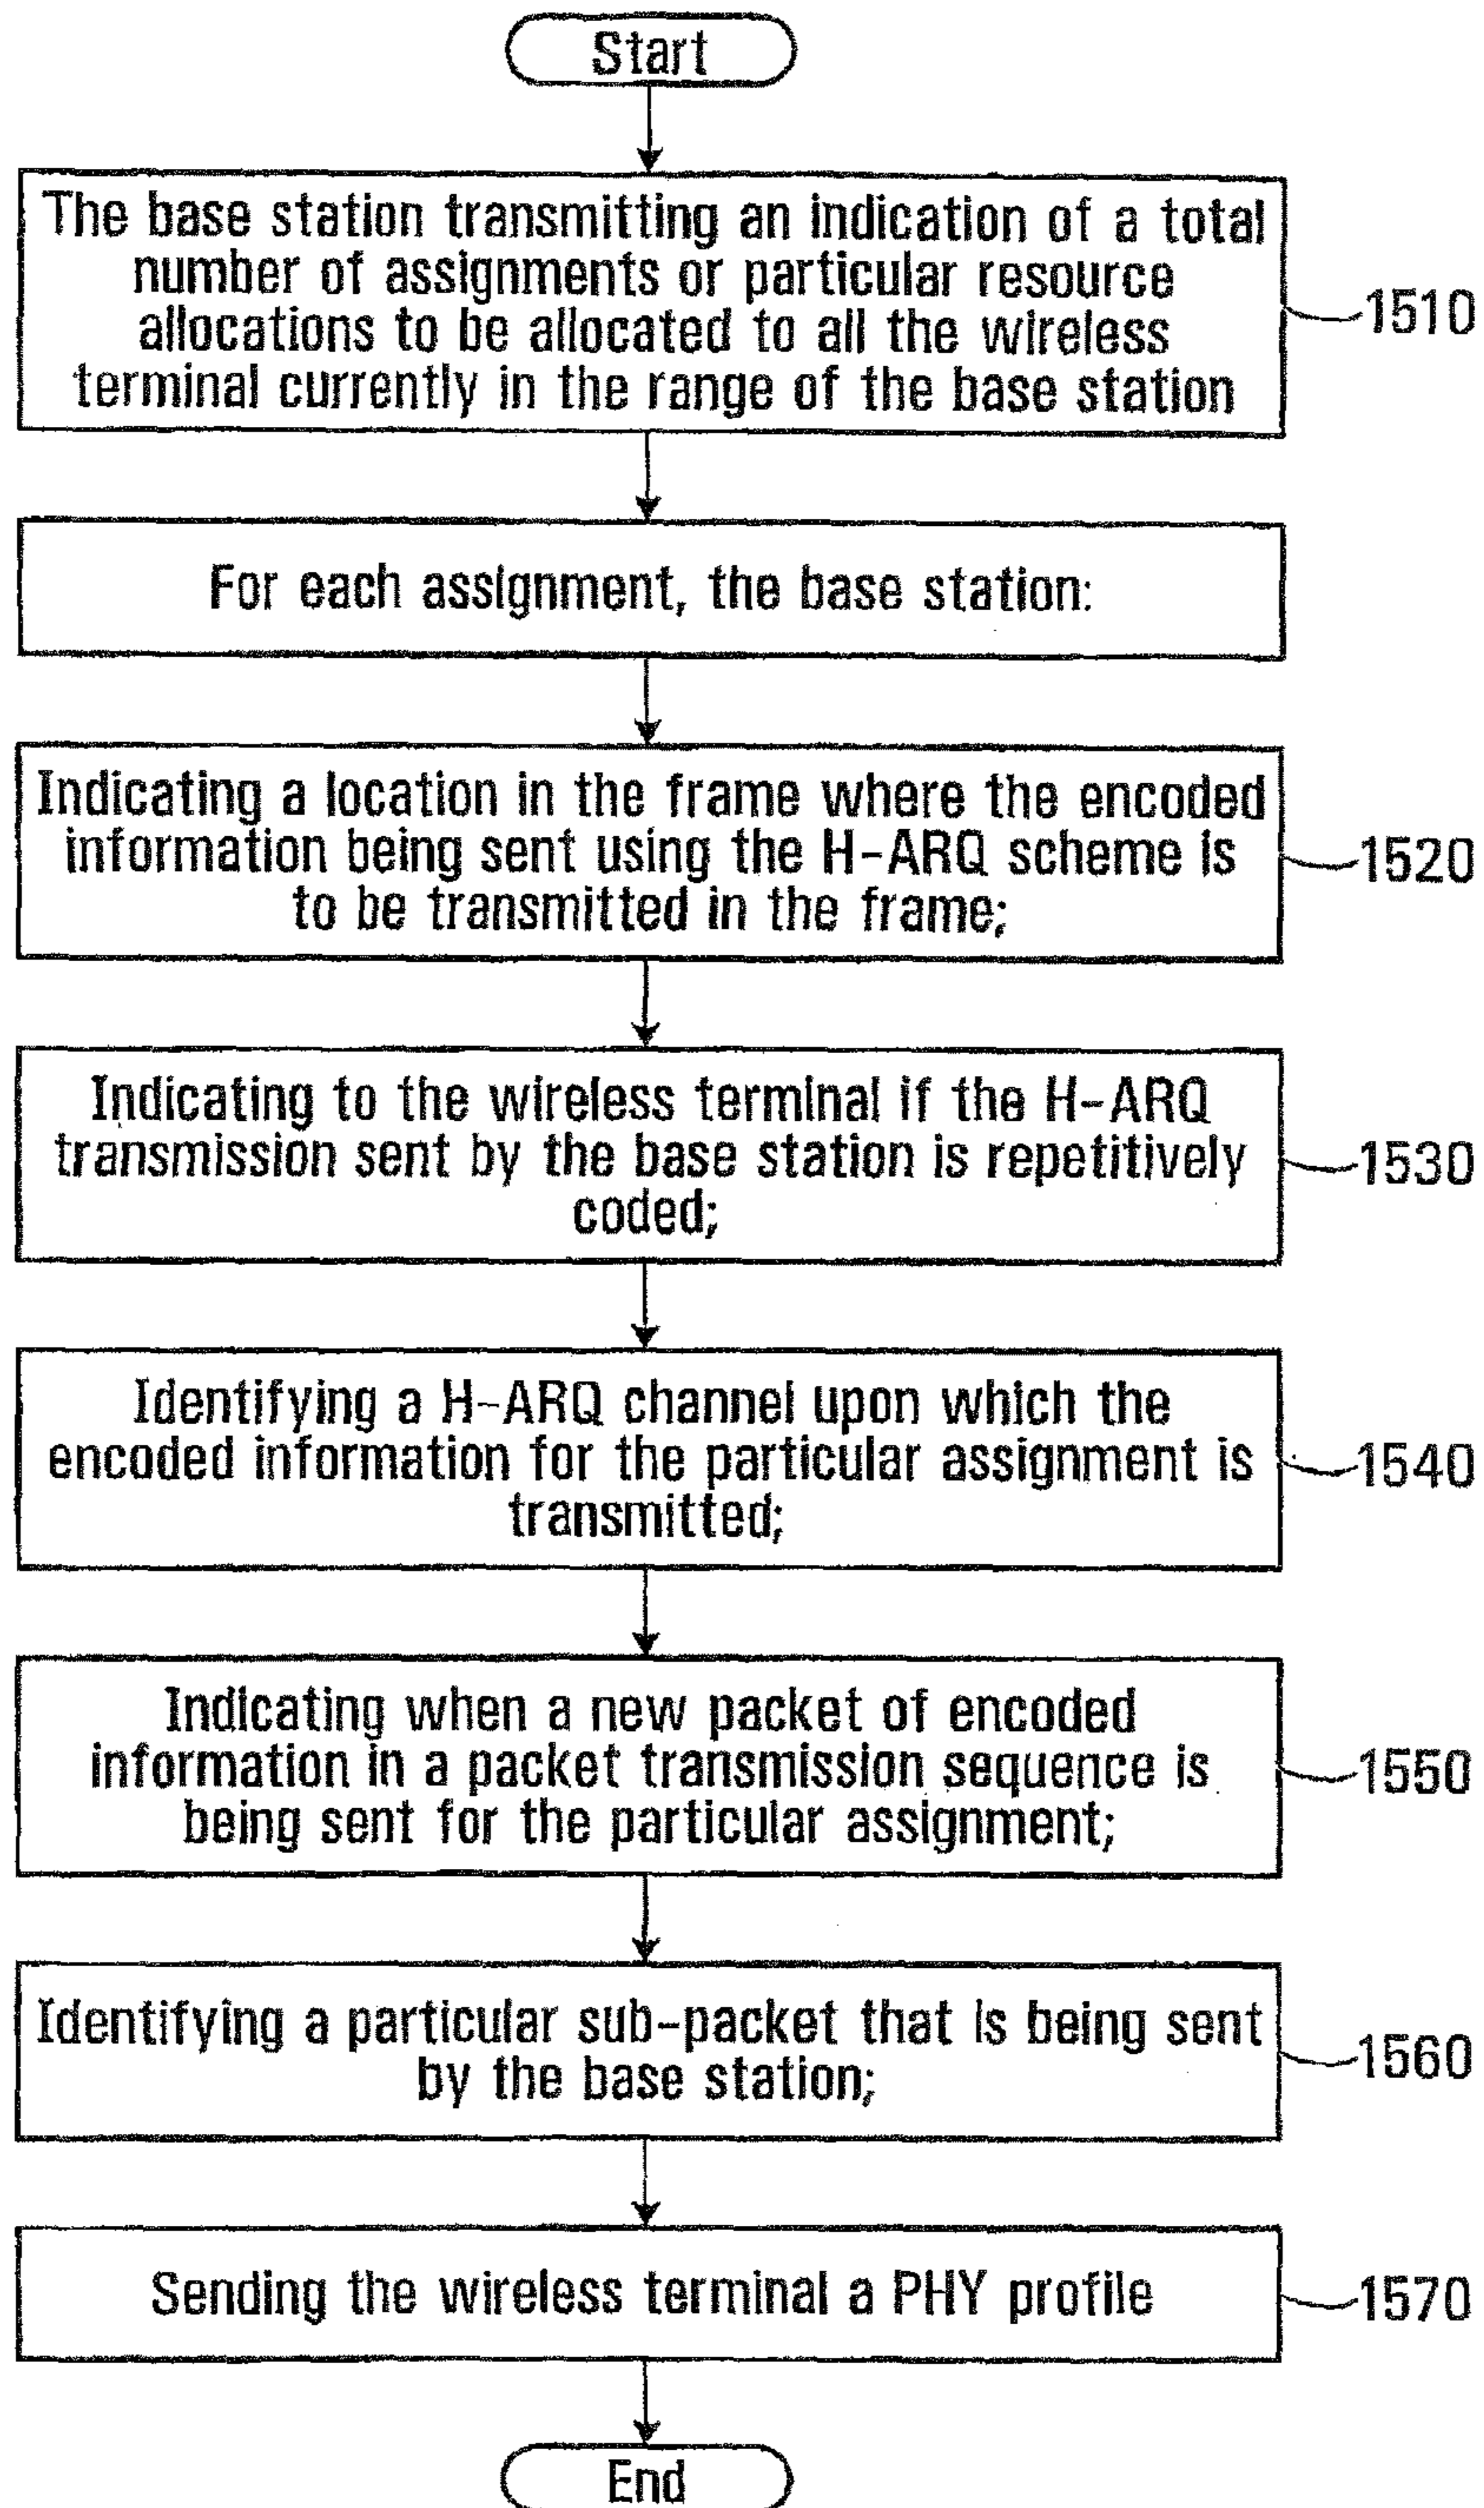 Start
The base station transmitting an indication of a total
number of assignments or particular resource
allocations to be allocated to all the wireless
terminal currently in the range of the base station
1510
For each assignment, the base station:
Indicating a location in the frame where the encoded
information being sent using the H-ARQ scheme is
to be transmitted in the frame;
1520
Indicating to the wireless terminal if the H-ARQ
transmission sent by the base station is repetitively
coded;
1530
Identifying a H-ARQ channel upon which the
encoded information for the particular assignment is
transmitted;
1540
Indicating when a new packet of encoded
information in a packet transmission sequence is
being sent for the particular assignment;
1550
Identifying a particular sub-packet that is being sent
by the base station;
1560
Sending the wireless terminal a PHY profile
1570
End